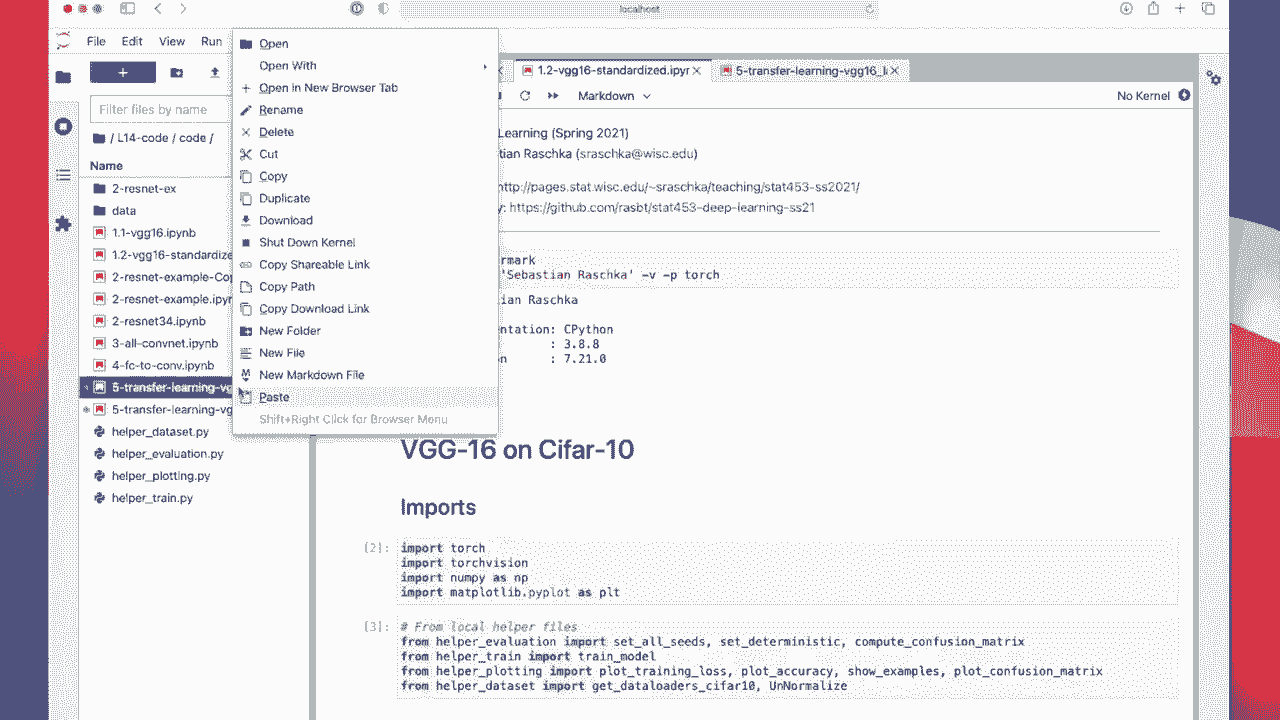 localhost
File Edit View Run
Open
Open With
Open in New Browser Tab
Rename
Delete
Cut
Copy
Duplicate
Download
Shut Down Kernel
Copy Shareable Link
Copy Path
Copy Download Link
New Folder
New File
New Markdown File
Paste
Shift+Right Click for Browser Menu
Filter files by name
/ L14-code / code /
Name
2-resnet-ex
data
1.1-vgg16.ipynb
1.2-vgg16-standardize
2-resnet-example-Cop
2-resnet-example.ipyn
2-resnet34.ipynb
3-all-convnet.ipynb
4-fc-to-conv.ipynb
5-transfer-learning-vg
5-transfer-learning-vg
helper_dataset.py
helper_evaluation.py
helper_plotting.py
helper_train.py
1.2-vgg16-standardized.ipyr
5-transfer-learning-vgg16_l
Markdown
No Kernel
Learning (Spring 2021)
tian Raschka (sraschka@wisc.edu)
http://pages.stat.wisc.edu/~sraschka/teaching/stat453-ss2021/
y: https://github.com/rasbt/stat453-deep-learning-ss21
rmark
'Sebastian Raschka' -v -p torch
ian Raschka
entation: CPython
: 3.8.8
n : 7.21.0
VGG-16 on Cifar-10
Imports
[2]: import torch
import torchvision
import numpy as np
import matplotlib.pyplot as plt
[3]: # From local helper files
from helper_evaluation import set_all_seeds, set_deterministic, compute_confusion_matrix
from helper_train import train_model
from helper_plotting import plot_training_loss, plot_accuracy, show_examples, plot_confusion_matrix
from helper_dataset import get_dataloaders_cifar10, UnNormalize